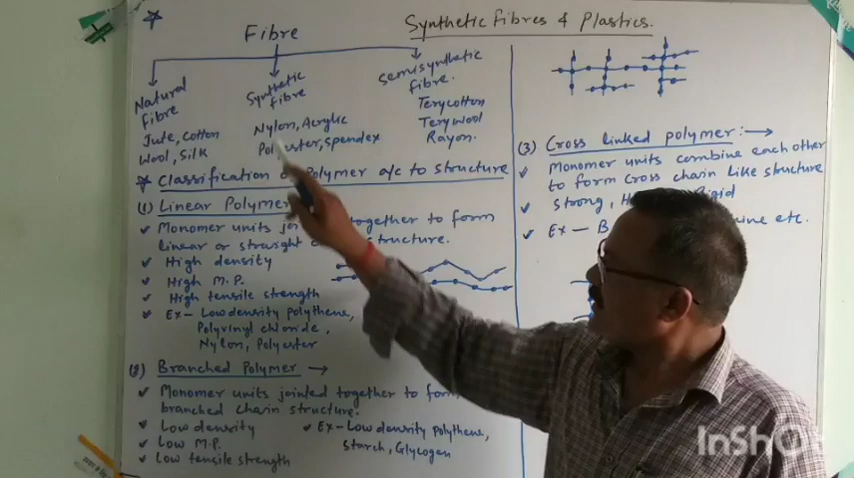 Synthetic Fibres & Plastics.
Fibre
Natural
Fibre
Jute, Cotton
Wool, Silk
Synthetic
Fibre
Nylon, Acrylic
Polyester, Spendex
Semisynthetic
fibre.
Terycotton
Terywool
Rayon.
* Classification of Polymer a/c to Structure
(1) Linear Polymer
✓ Monomer units together to form
linear or straight structure.
✓ High density
✓ High M.P.
✓ High tensile strength
✓ Ex- Low density polythene,
Polyvinyl chloride,
Nylon, Polyester
(2) Branched Polymer →
✓ Monomer units jointed together to form
branched chain structure.
✓ Low density
✓ Low M.P.
✓ Low tensile strength
✓ Ex- Low density polythene,
Starch, Glycogen
(3) Cross linked polymer :→
✓ Monomer units combine each other
to form cross chain like structure
✓ Strong, Rigid
✓ Ex - etc.
InShot